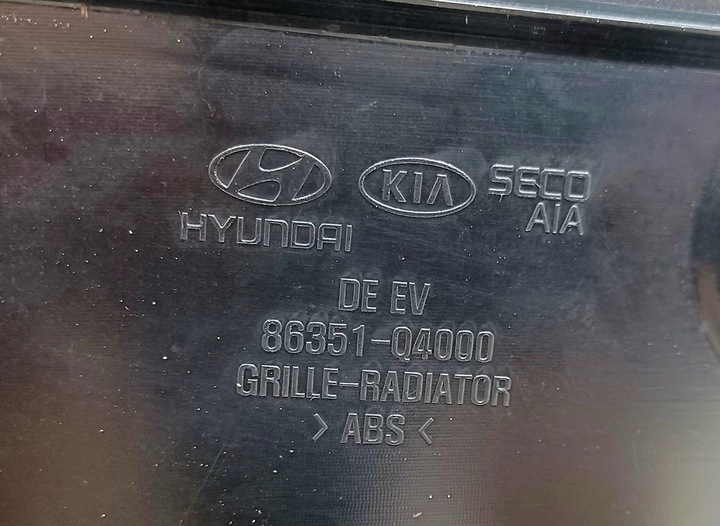 HYUNDAI
KIA
SECO
AIA
DE EV
86351-Q4000
GRILLE-RADIATOR
> ABS <